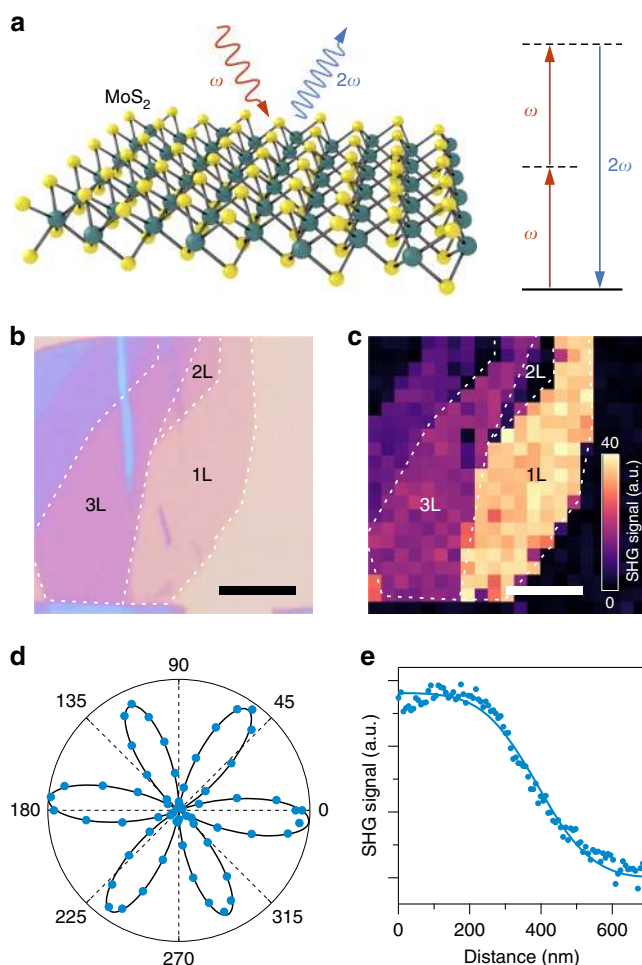 a
MoS2
ω
2ω
ω
ω
2ω
b
2L
1L
3L
c
2L
1L
3L
40
0
SHG signal (a.u.)
d
90
135
45
180
0
225
315
270
e
SHG signal (a.u.)
0
200
400
600
Distance (nm)